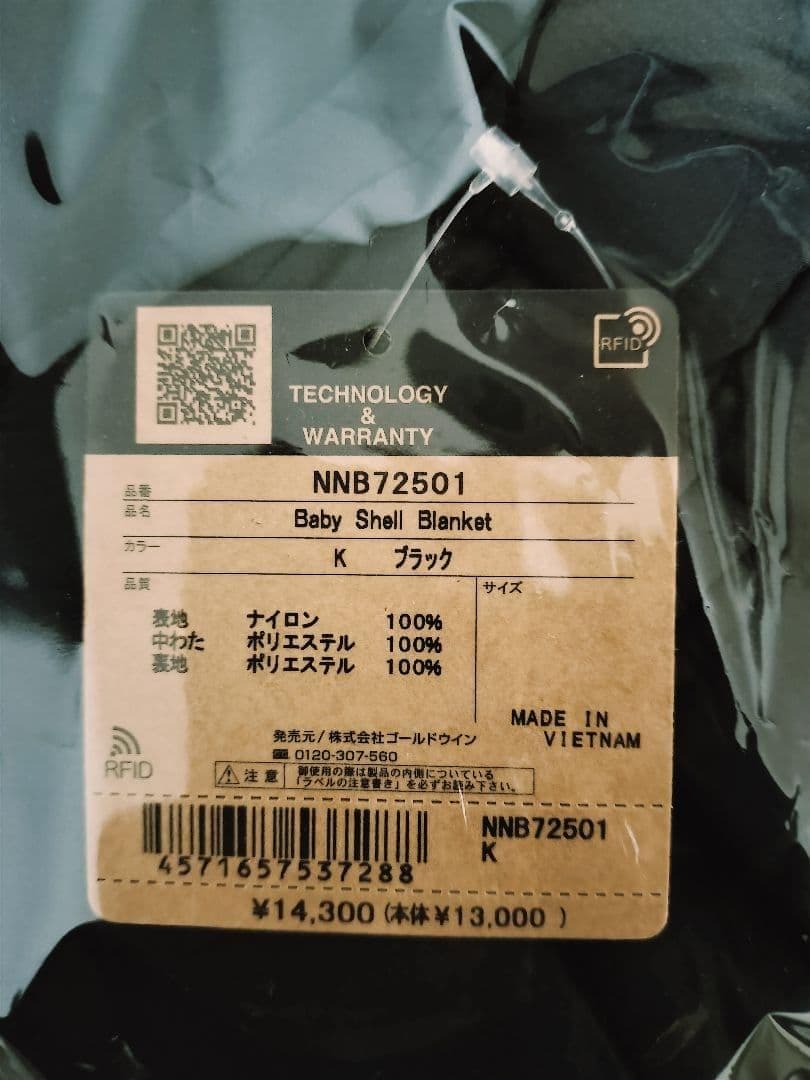 RFID
TECHNOLOGY
&
WARRANTY
品番 NNB72501
品名 Baby Shell Blanket
カラー K ブラック
品質 サイズ
表地 ナイロン 100%
中わた ポリエステル 100%
裏地 ポリエステル 100%
MADE IN
VIETNAM
発売元/株式会社ゴールドウイン
0120-307-560
RFID
注意 御使用の際は製品の内側についている
「ラベルの注意書き」を必ずお読み下さい。
NNB72501
K
4571657537288
¥14,300(本体¥13,000 )